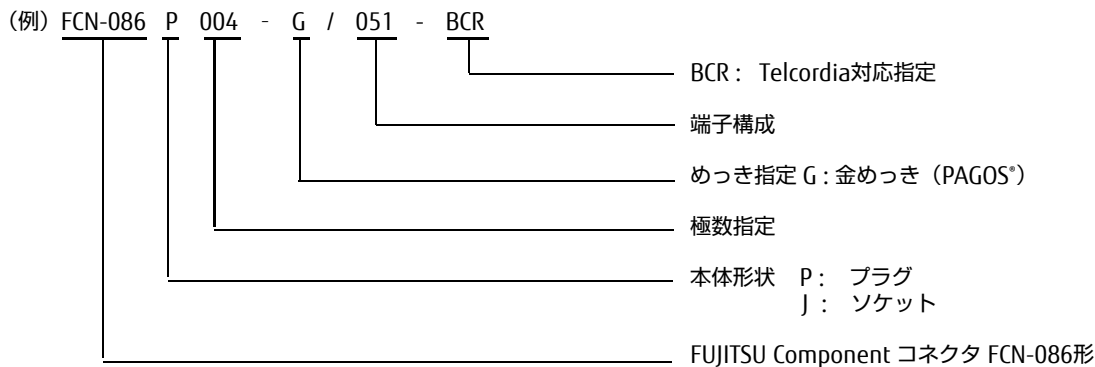 （例）FCN-086 P 004 - G / 051 - BCR
BCR : Telcordia対応指定
端子構成
めっき指定 G : 金めっき（PAGOS®）
極数指定
本体形状 P : プラグ
J : ソケット
FUJITSU Component コネクタ FCN-086形